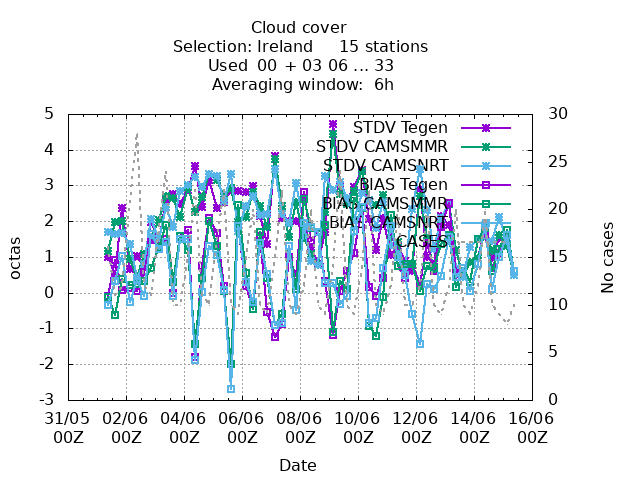 Cloud cover
Selection: Ireland 15 stations
Used 00 + 03 06 ... 33
Averaging window: 6h
5
4
3
2
1
0
-1
-2
-3
octas
30
25
20
15
10
5
0
No cases
STDV Tegen
STDV CAMSMMR
STDV CAMSNRT
BIAS Tegen
BIAS CAMSMMR
BIAS CAMSNRT
CASES
31/05 02/06 04/06 06/06 08/06 10/06 12/06 14/06 16/06
00Z 00Z 00Z 00Z 00Z 00Z 00Z 00Z 00Z
Date